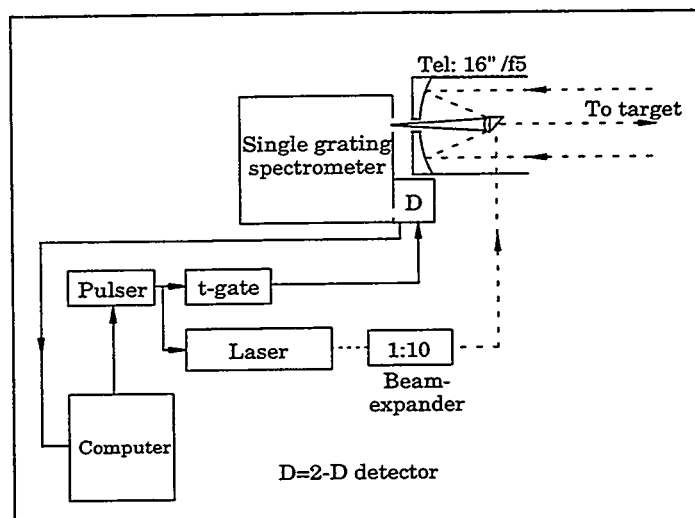 Tel: 16" /f5
To target
Single grating
spectrometer
D
Pulser
t-gate
Laser
1:10
Beam-
expander
Computer
D=2-D detector